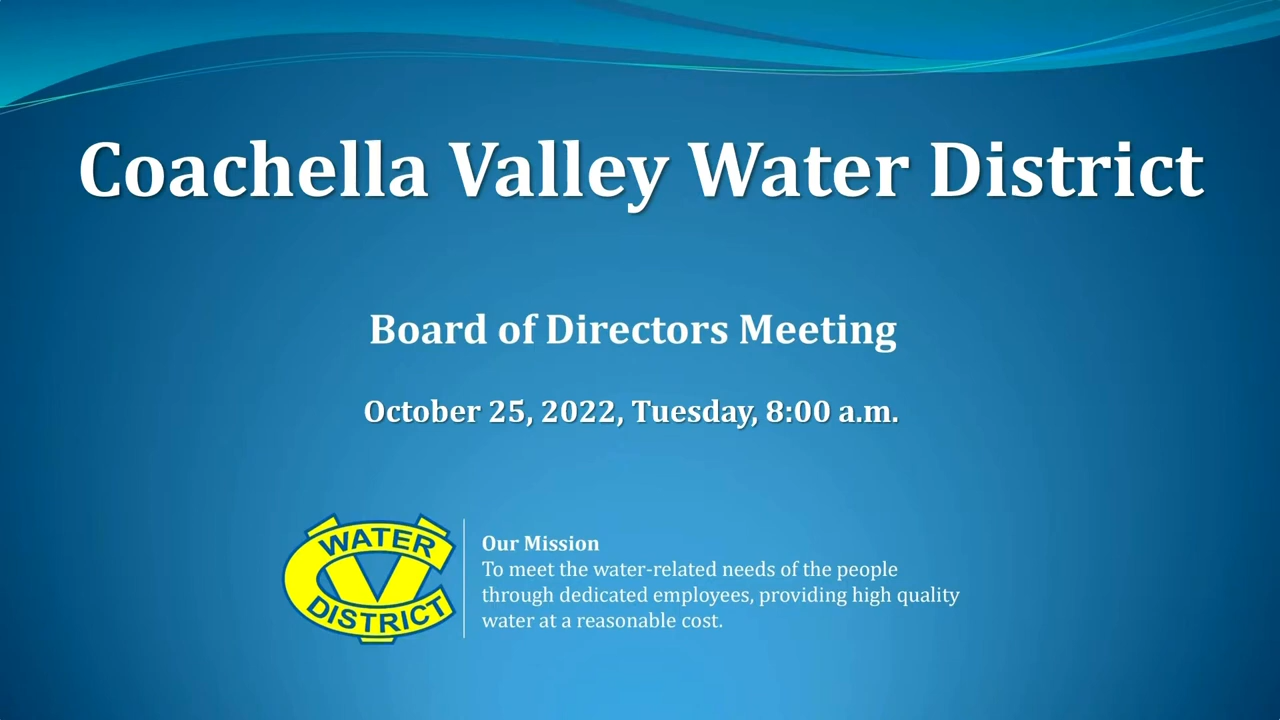 Coachella Valley Water District
Board of Directors Meeting
October 25, 2022, Tuesday, 8:00 a.m.
WATER
CV
DISTRICT
Our Mission
To meet the water-related needs of the people
through dedicated employees, providing high quality
water at a reasonable cost.